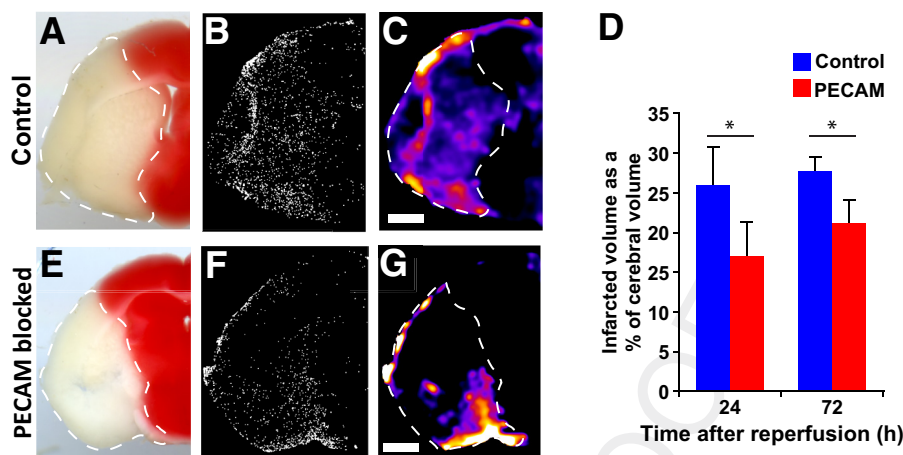 A
B
C
D
Control
Control
PECAM
Infarcted volume as a
% of cerebral volume
35
30
25
20
25
10
5
0
*
*
24
72
Time after reperfusion (h)
PECAM blocked
E
F
G